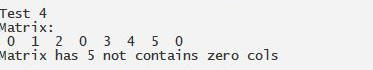 Test 4
Matrix:
0 1 2 0 3 4 5 0
Matrix has 5 not contains zero cols